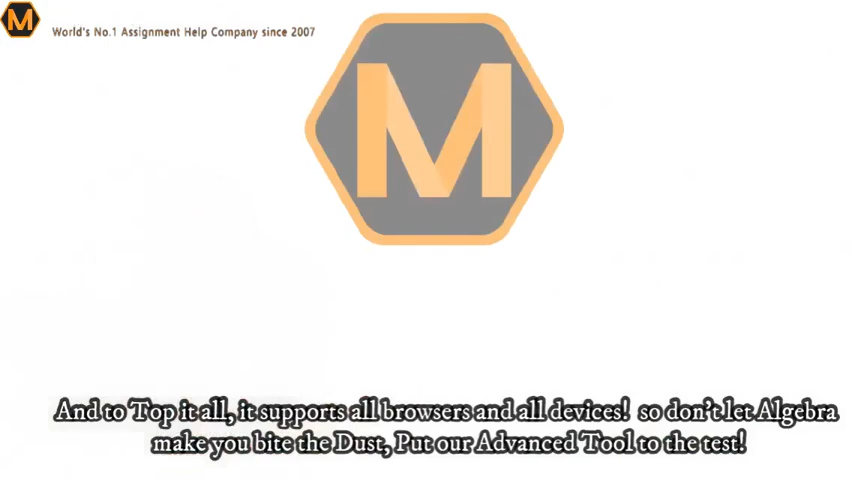 M
World's No.1 Assignment Help Company since 2007
M
And to Top it all, it supports all browsers and all devices!  so don't let Algebra
make you bite the Dust, Put our Advanced Tool to the test!